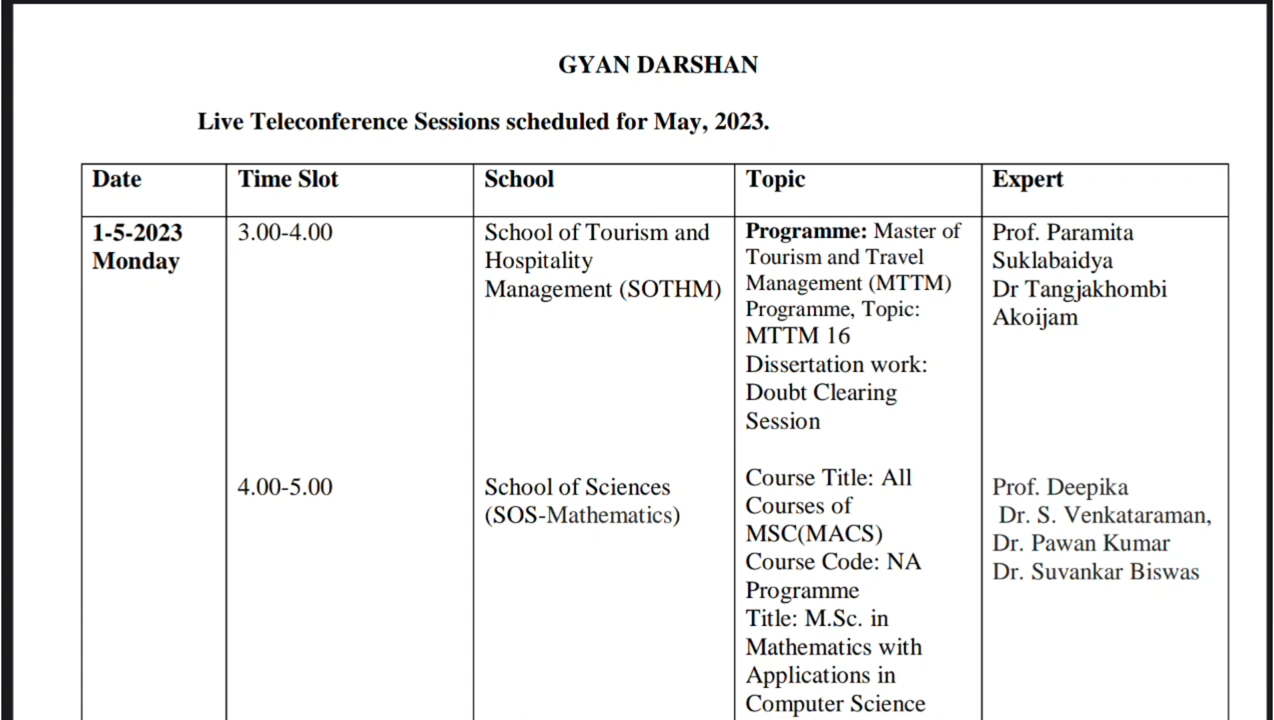 GYAN DARSHAN
Live Teleconference Sessions scheduled for May, 2023.
Date
Time Slot
School
Topic
Expert
1-5-2023
Monday
3.00-4.00
School of Tourism and
Hospitality
Management (SOTHM)
Programme: Master of
Tourism and Travel
Management (MTTM)
Programme, Topic:
MTTM 16
Dissertation work:
Doubt Clearing
Session
Prof. Paramita
Suklabaidya
Dr Tangjakhombi
Akoijam
4.00-5.00
School of Sciences
(SOS-Mathematics)
Course Title: All
Courses of
MSC(MACS)
Course Code: NA
Programme
Title: M.Sc. in
Mathematics with
Applications in
Computer Science
Prof. Deepika
Dr. S. Venkataraman,
Dr. Pawan Kumar
Dr. Suvankar Biswas